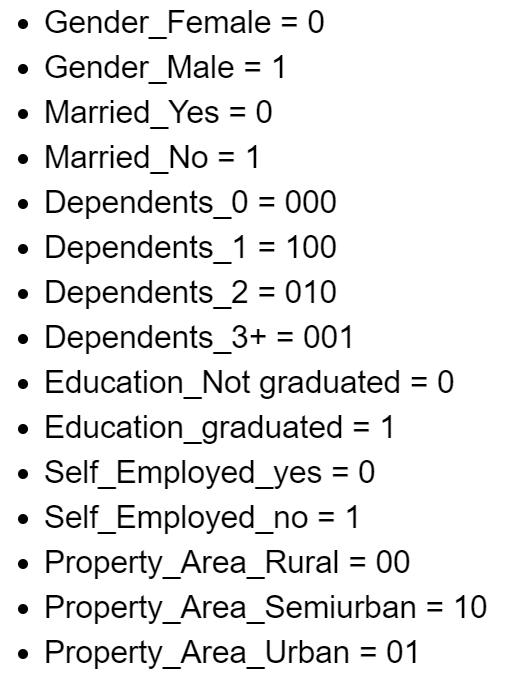 • Gender_Female = 0
• Gender_Male = 1
• Married_Yes = 0
• Married_No = 1
• Dependents_0 = 000
• Dependents_1 = 100
• Dependents_2 = 010
• Dependents_3+ = 001
• Education_Not graduated = 0
• Education_graduated = 1
• Self_Employed_yes = 0
• Self_Employed_no = 1
• Property_Area_Rural = 00
• Property_Area_Semiurban = 10
• Property_Area_Urban = 01